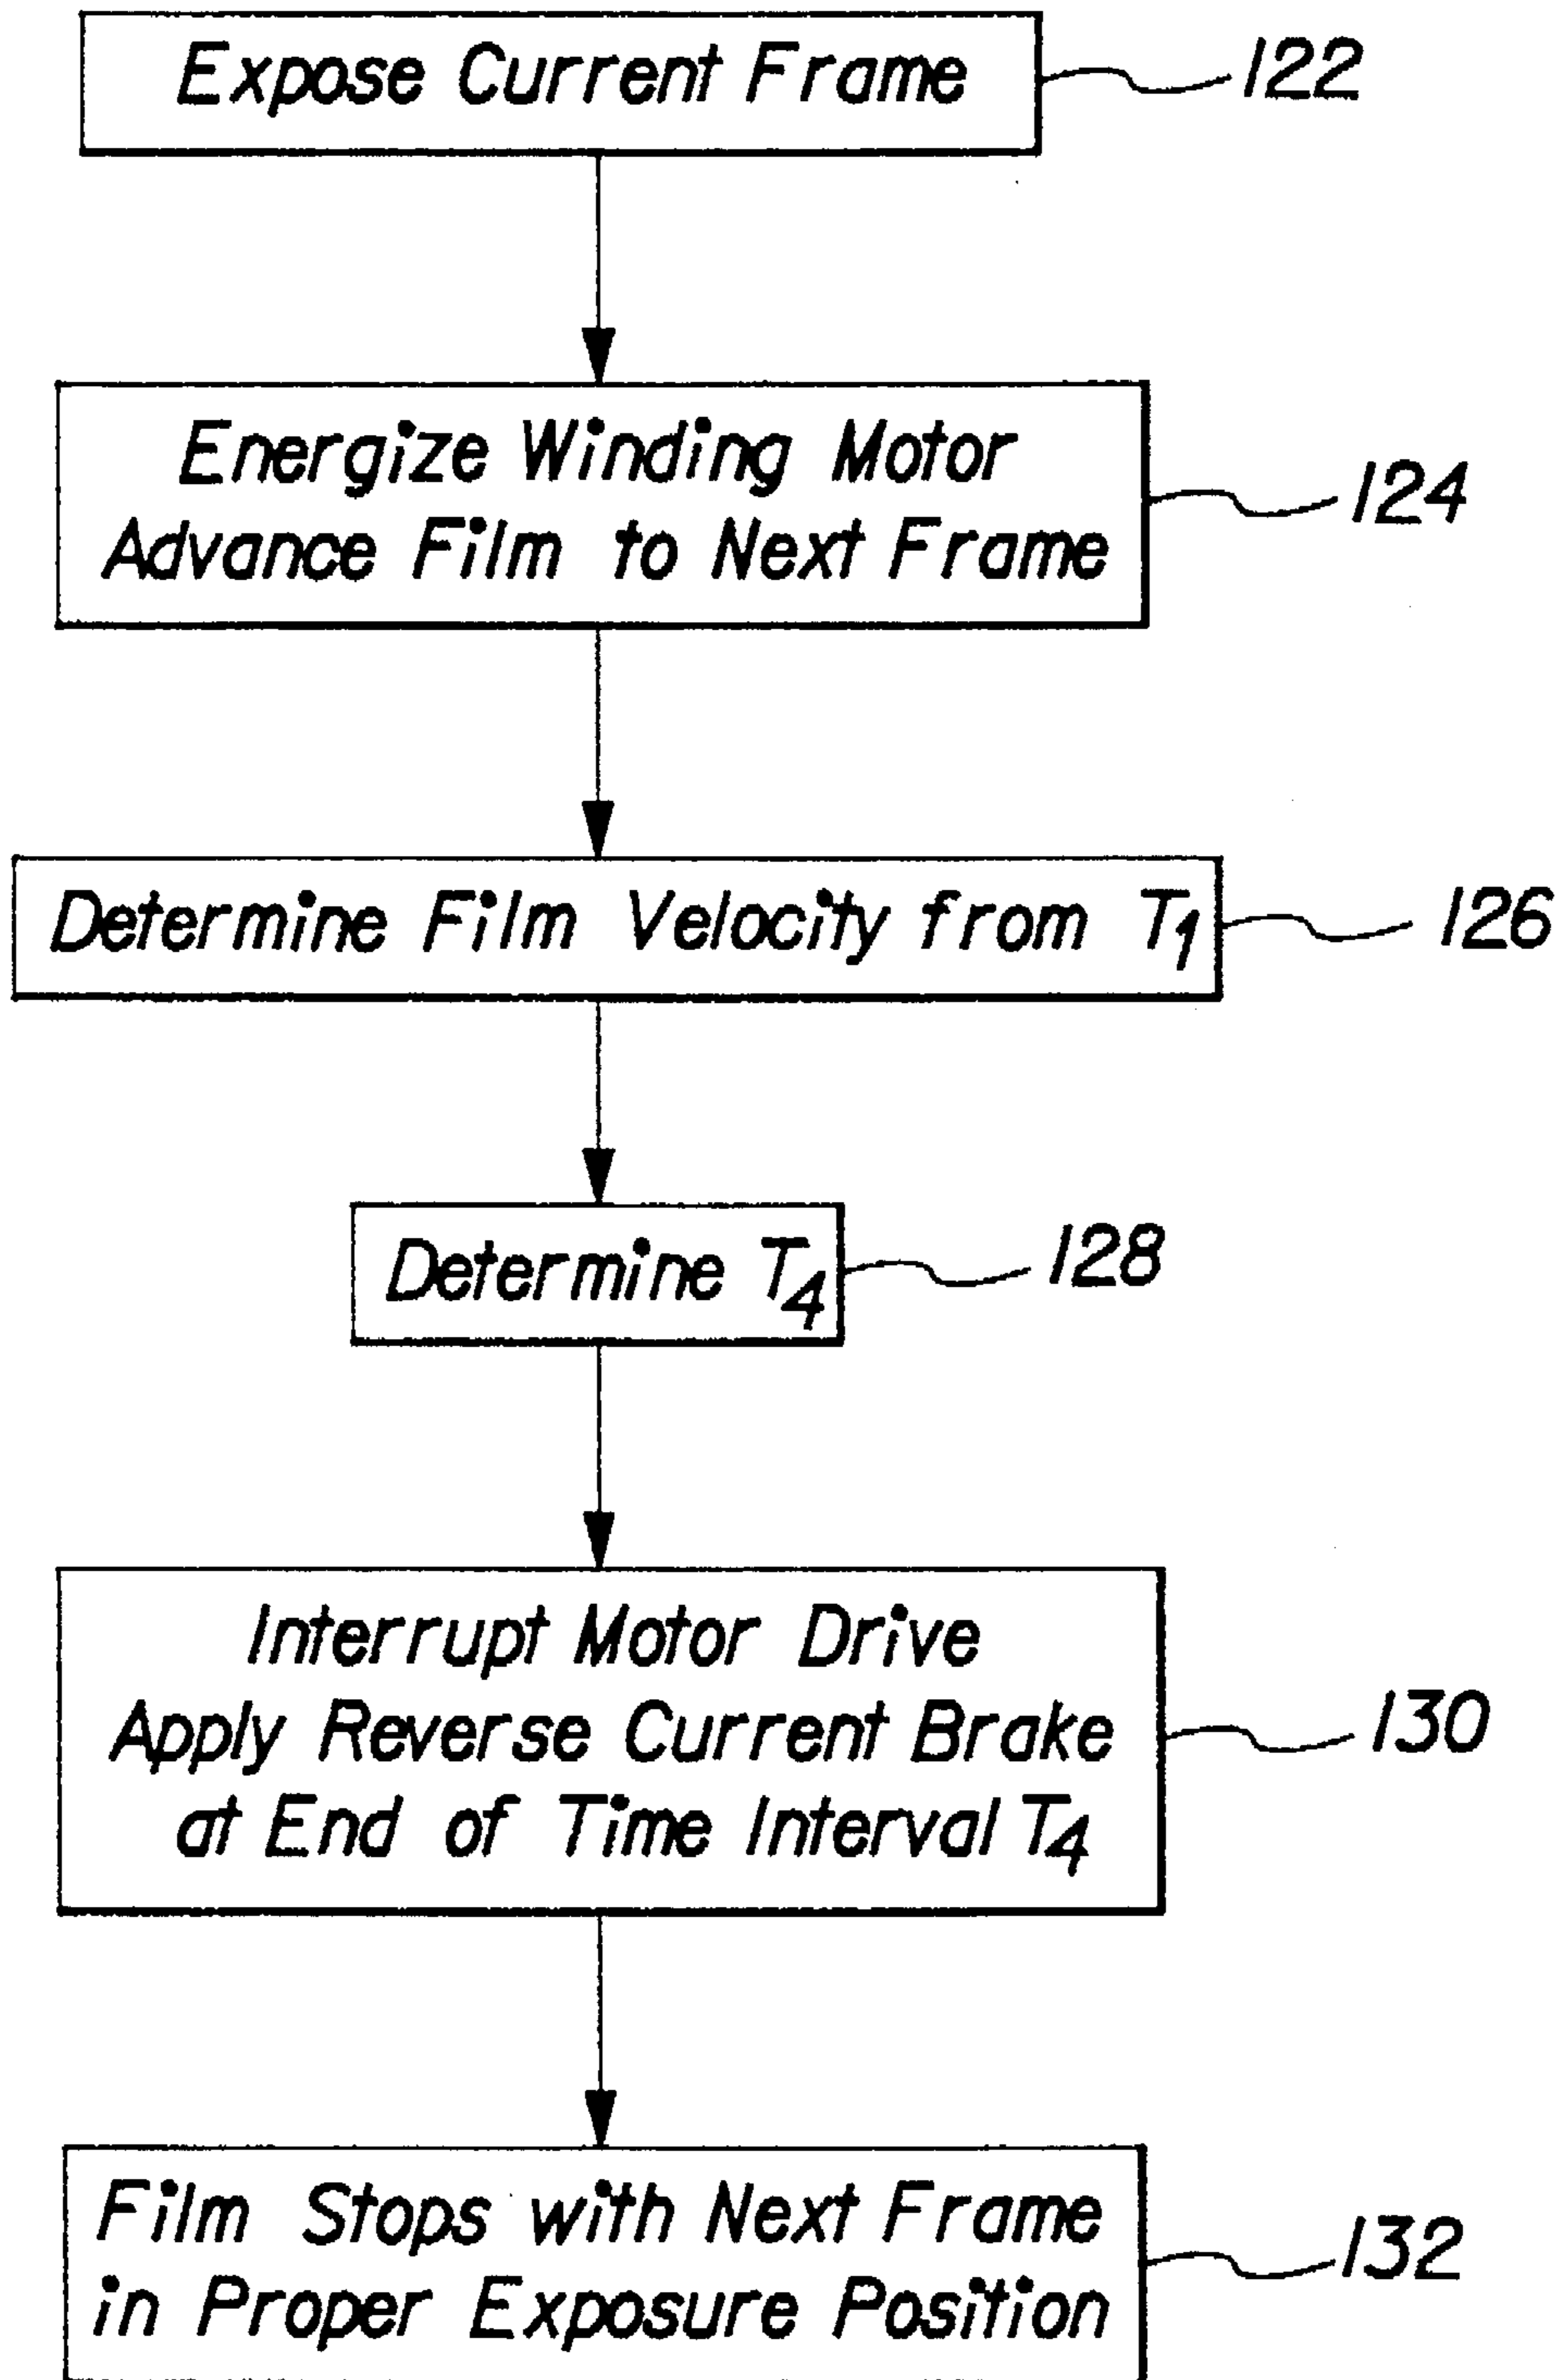 Expose Current Frame
122
Energize Winding Motor
Advance Film to Next Frame
124
Determine Film Velocity from T1
126
Determine T4
128
Interrupt Motor Drive
Apply Reverse Current Brake
at End of Time Interval T4
130
Film Stops with Next Frame
in Proper Exposure Position
132